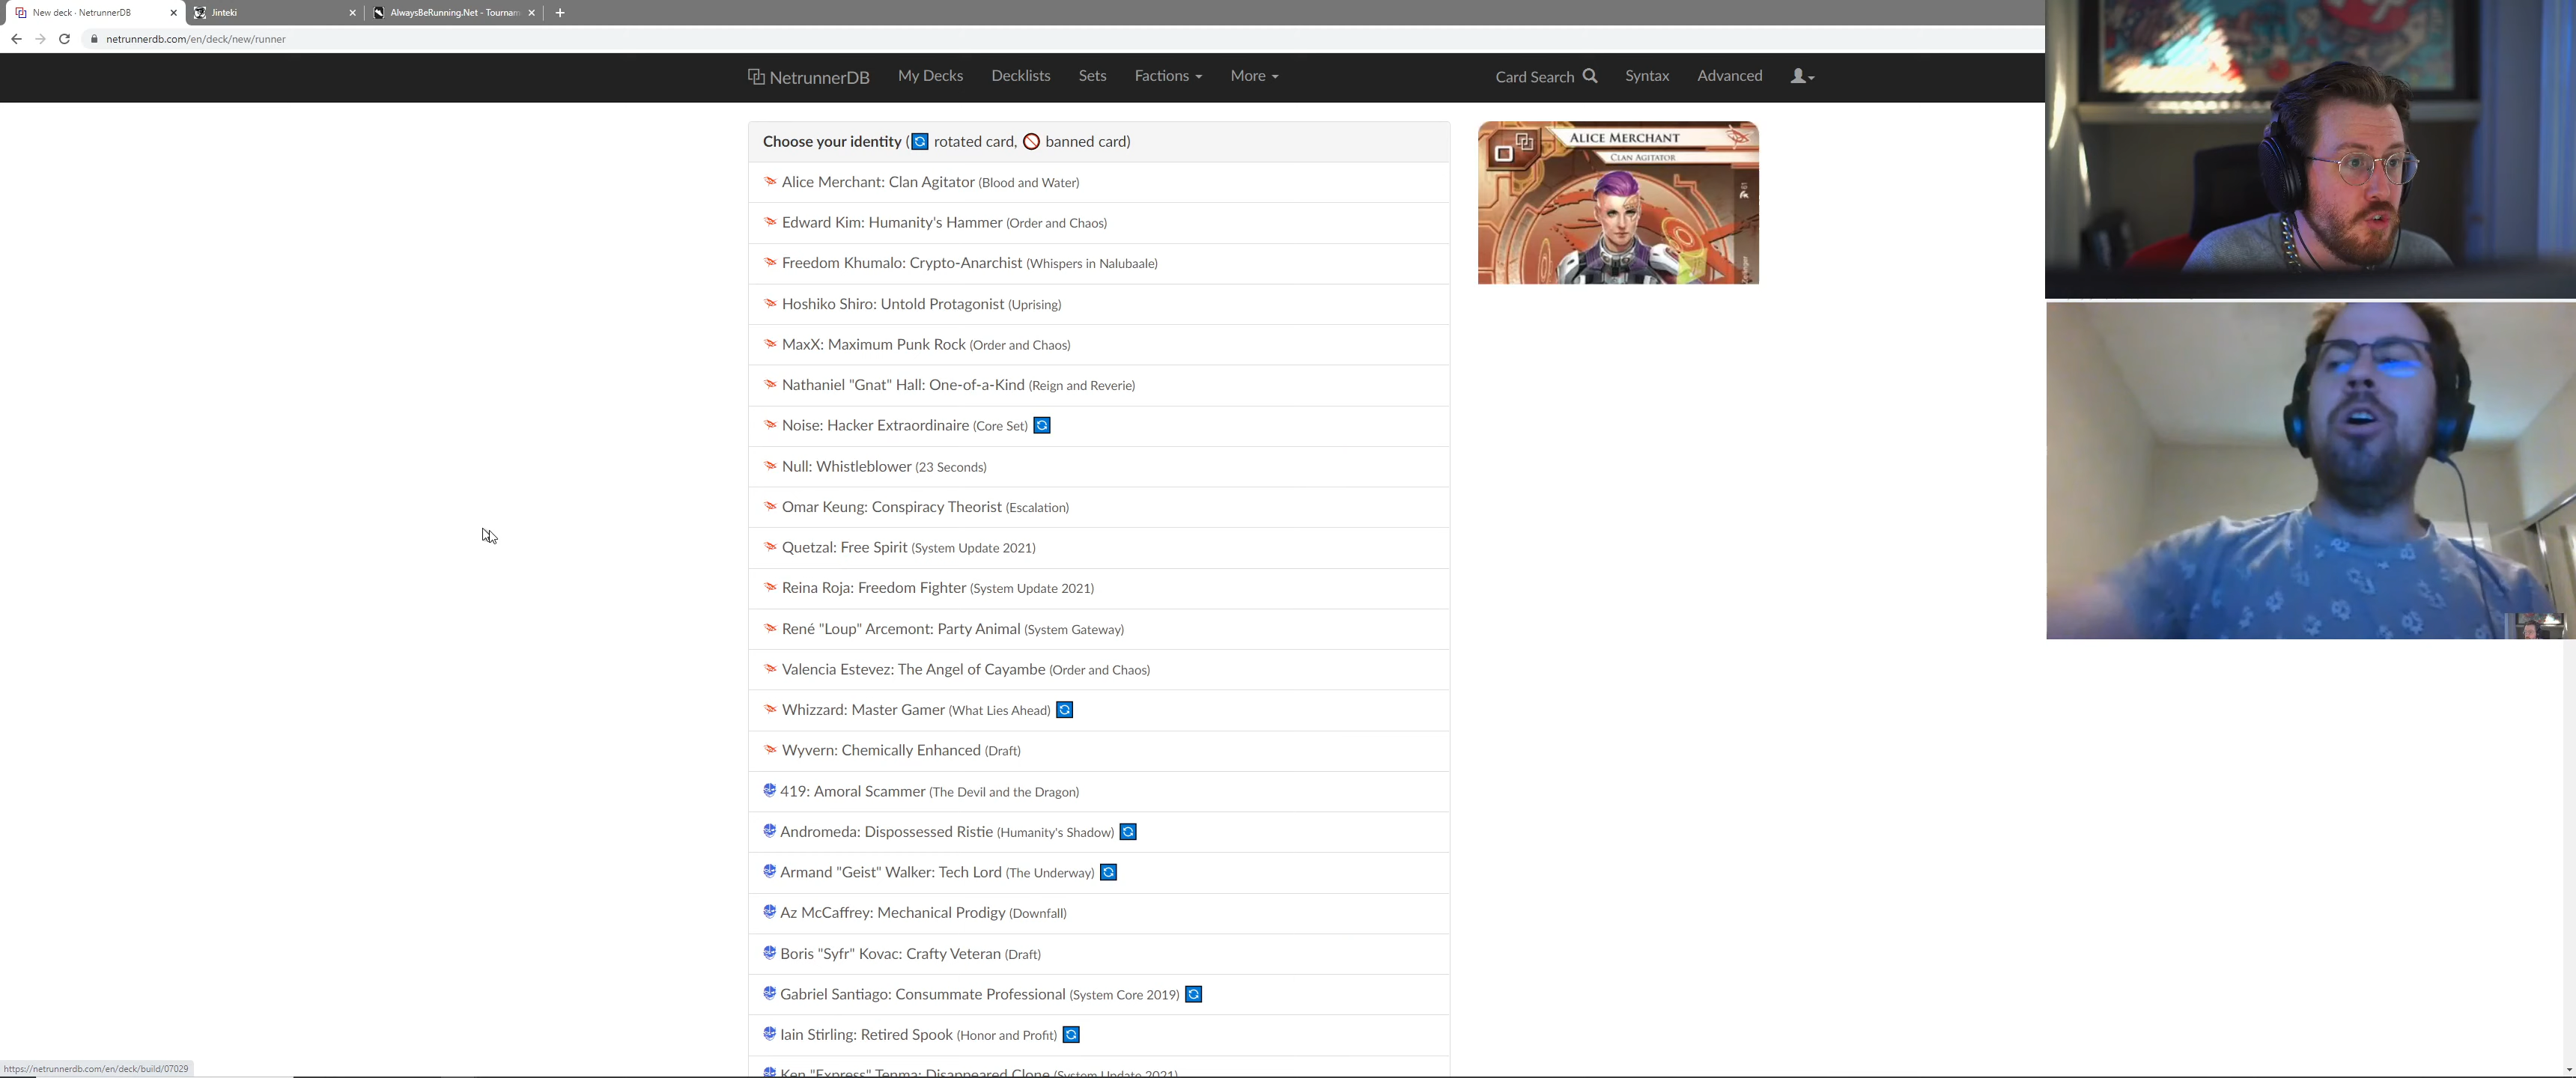 New deck · NetrunnerDB
Jinteki
AlwaysBeRunning.Net - Tournam
netrunnerdb.com/en/deck/new/runner
NetrunnerDB My Decks Decklists Sets Factions More Card Search Syntax Advanced
Choose your identity ( rotated card, banned card)
Alice Merchant: Clan Agitator (Blood and Water)
Edward Kim: Humanity's Hammer (Order and Chaos)
Freedom Khumalo: Crypto-Anarchist (Whispers in Nalubaale)
Hoshiko Shiro: Untold Protagonist (Uprising)
MaxX: Maximum Punk Rock (Order and Chaos)
Nathaniel "Gnat" Hall: One-of-a-Kind (Reign and Reverie)
Noise: Hacker Extraordinaire (Core Set)
Null: Whistleblower (23 Seconds)
Omar Keung: Conspiracy Theorist (Escalation)
Quetzal: Free Spirit (System Update 2021)
Reina Roja: Freedom Fighter (System Update 2021)
René "Loup" Arcemont: Party Animal (System Gateway)
Valencia Estevez: The Angel of Cayambe (Order and Chaos)
Whizzard: Master Gamer (What Lies Ahead)
Wyvern: Chemically Enhanced (Draft)
419: Amoral Scammer (The Devil and the Dragon)
Andromeda: Dispossessed Ristie (Humanity's Shadow)
Armand "Geist" Walker: Tech Lord (The Underway)
Az McCaffrey: Mechanical Prodigy (Downfall)
Boris "Syfr" Kovac: Crafty Veteran (Draft)
Gabriel Santiago: Consummate Professional (System Core 2019)
Iain Stirling: Retired Spook (Honor and Profit)
Ken "Express" Tenma: Disappeared Clone (System Update 2021)
ALICE MERCHANT
CLAN AGITATOR
https://netrunnerdb.com/en/deck/build/07029